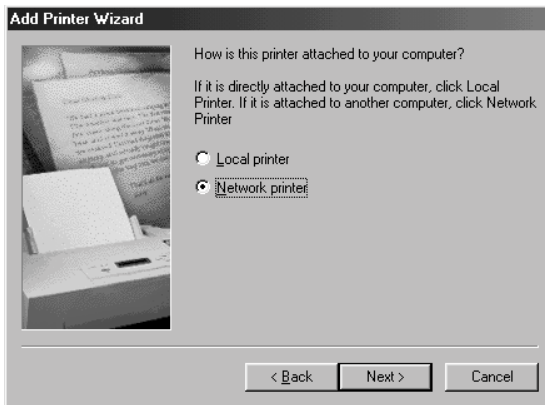 Add Printer Wizard
How is this printer attached to your computer?
If it is directly attached to your computer, click Local
Printer. If it is attached to another computer, click Network
Printer
Local printer
Network printer
< Back
Next >
Cancel